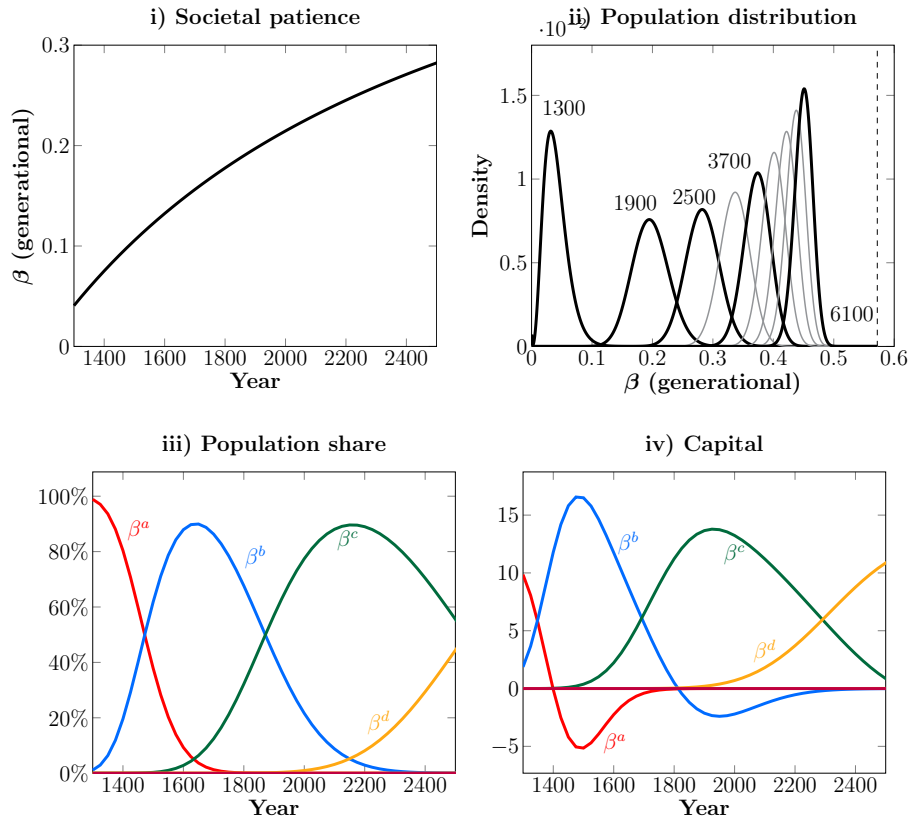 i) Societal patience
0.3
0.2
0.1
0
β (generational)
1400 1600 1800 2000 2200 2400
Year
ii) Population distribution
·10⁻²
1.5
1
0.5
0
Density
1300
1900
2500
3700
6100
0 0.1 0.2 0.3 0.4 0.5 0.6
β (generational)
iii) Population share
100%
80%
60%
40%
20%
0%
βᵃ
βᵇ
βᶜ
βᵈ
1400 1600 1800 2000 2200 2400
Year
iv) Capital
15
10
5
0
−5
βᵇ
βᶜ
βᵈ
βᵃ
1400 1600 1800 2000 2200 2400
Year